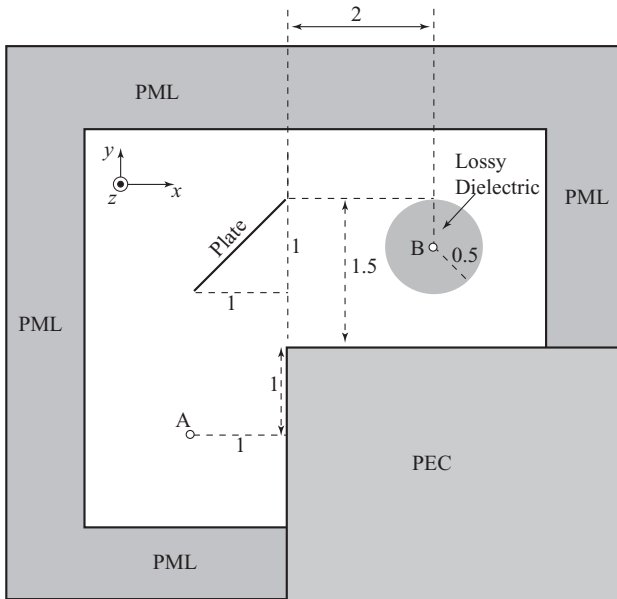 2
PML
y
x
z
Lossy
Dielectric
PML
Plate
1
1.5
B
0.5
1
PML
1
A
1
PEC
PML